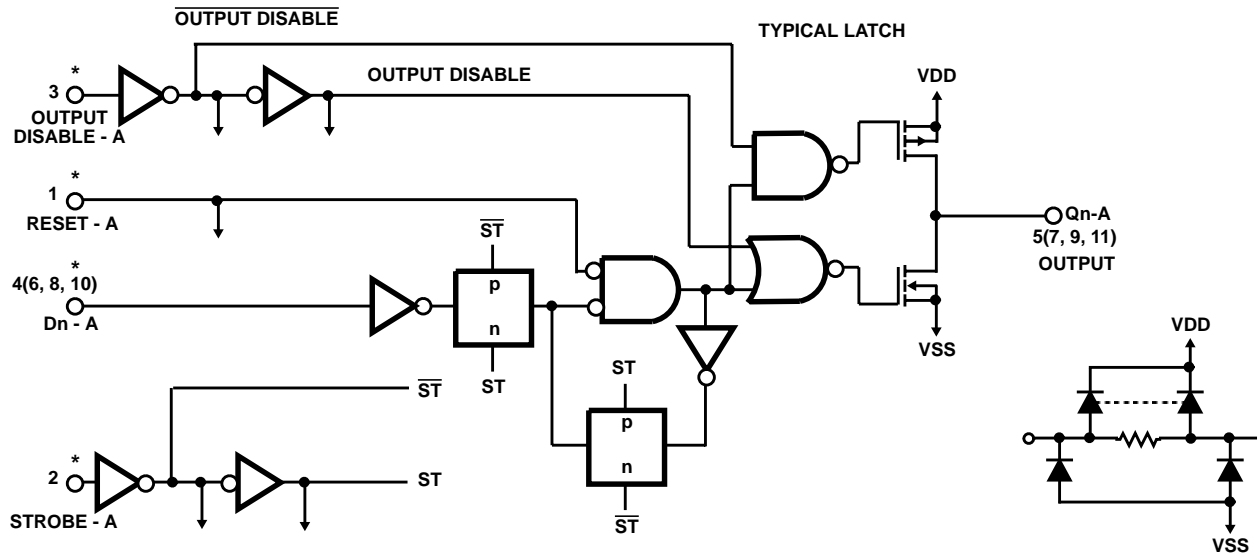 OUTPUT DISABLE
TYPICAL LATCH
*
3
OUTPUT
DISABLE - A
OUTPUT DISABLE
VDD
*
1
RESET - A
Qn-A
5(7, 9, 11)
OUTPUT
*
4(6, 8, 10)
Dn - A
ST
p
n
ST
VSS
ST
p
n
ST
VDD
ST
*
2
STROBE - A
ST
VSS